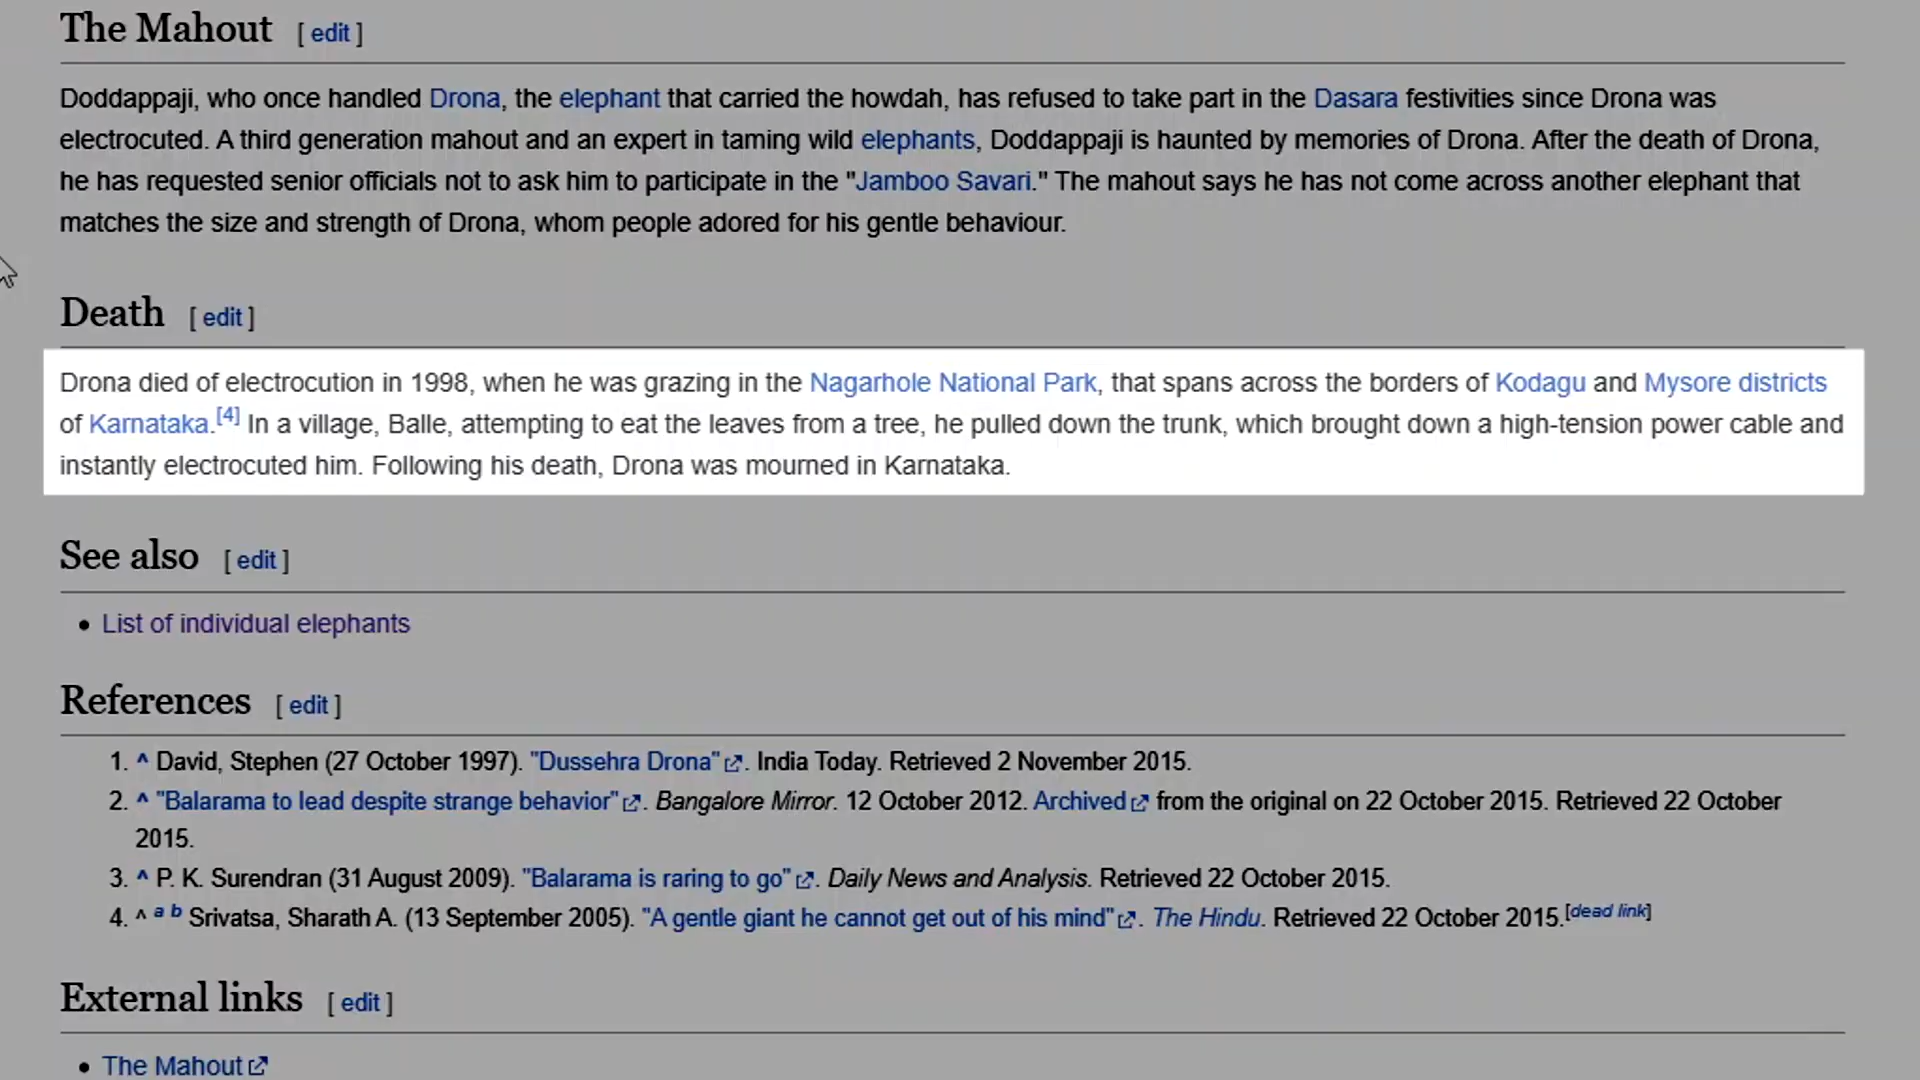 The Mahout [ edit ]
Doddappaji, who once handled Drona, the elephant that carried the howdah, has refused to take part in the Dasara festivities since Drona was
electrocuted. A third generation mahout and an expert in taming wild elephants, Doddappaji is haunted by memories of Drona. After the death of Drona,
he has requested senior officials not to ask him to participate in the "Jamboo Savari." The mahout says he has not come across another elephant that
matches the size and strength of Drona, whom people adored for his gentle behaviour.
Death [ edit ]
Drona died of electrocution in 1998, when he was grazing in the Nagarhole National Park, that spans across the borders of Kodagu and Mysore districts
of Karnataka.[4] In a village, Balle, attempting to eat the leaves from a tree, he pulled down the trunk, which brought down a high-tension power cable and
instantly electrocuted him. Following his death, Drona was mourned in Karnataka.
See also [ edit ]
• List of individual elephants
References [ edit ]
1. ^ David, Stephen (27 October 1997). "Dussehra Drona". India Today. Retrieved 2 November 2015.
2. ^ "Balarama to lead despite strange behavior". Bangalore Mirror. 12 October 2012. Archived from the original on 22 October 2015. Retrieved 22 October
2015.
3. ^ P. K. Surendran (31 August 2009). "Balarama is raring to go". Daily News and Analysis. Retrieved 22 October 2015.
4. ^ a b Srivatsa, Sharath A. (13 September 2005). "A gentle giant he cannot get out of his mind". The Hindu. Retrieved 22 October 2015.[dead link]
External links [ edit ]
• The Mahout